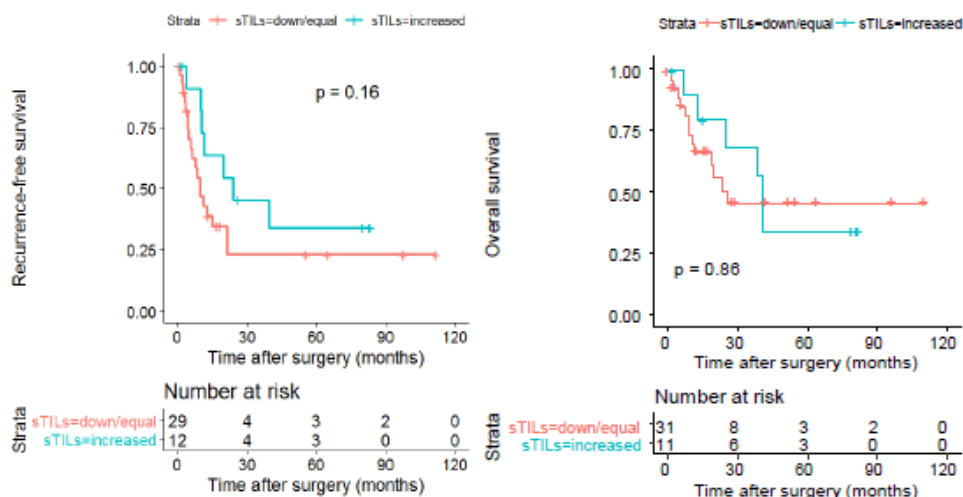 Strata sTILs=down/equal sTILs=increased
Recurrence-free survival
1.00
0.75
0.50
0.25
0.00
p = 0.16
0 30 60 90 120
Time after surgery (months)
Number at risk
Strata
sTILs=down/equal 29 4 3 2 0
sTILs=increased 12 4 3 0 0
0 30 60 90 120
Time after surgery (months)
Strata sTILs=down/equal sTILs=increased
Overall survival
1.00
0.75
0.50
0.25
0.00
p = 0.86
0 30 60 90 120
Time after surgery (months)
Number at risk
Strata
sTILs=down/equal 31 8 3 2 0
sTILs=increased 11 6 3 0 0
0 30 60 90 120
Time after surgery (months)